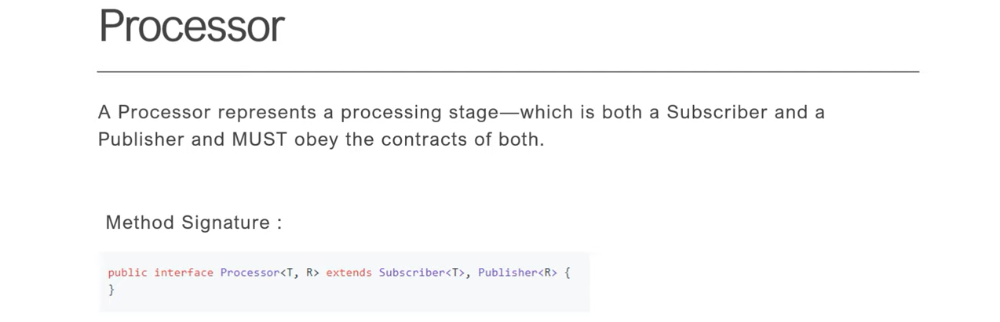 Processor
A Processor represents a processing stage—which is both a Subscriber and a
Publisher and MUST obey the contracts of both.
Method Signature :
public interface Processor<T, R> extends Subscriber<T>, Publisher<R> {
}